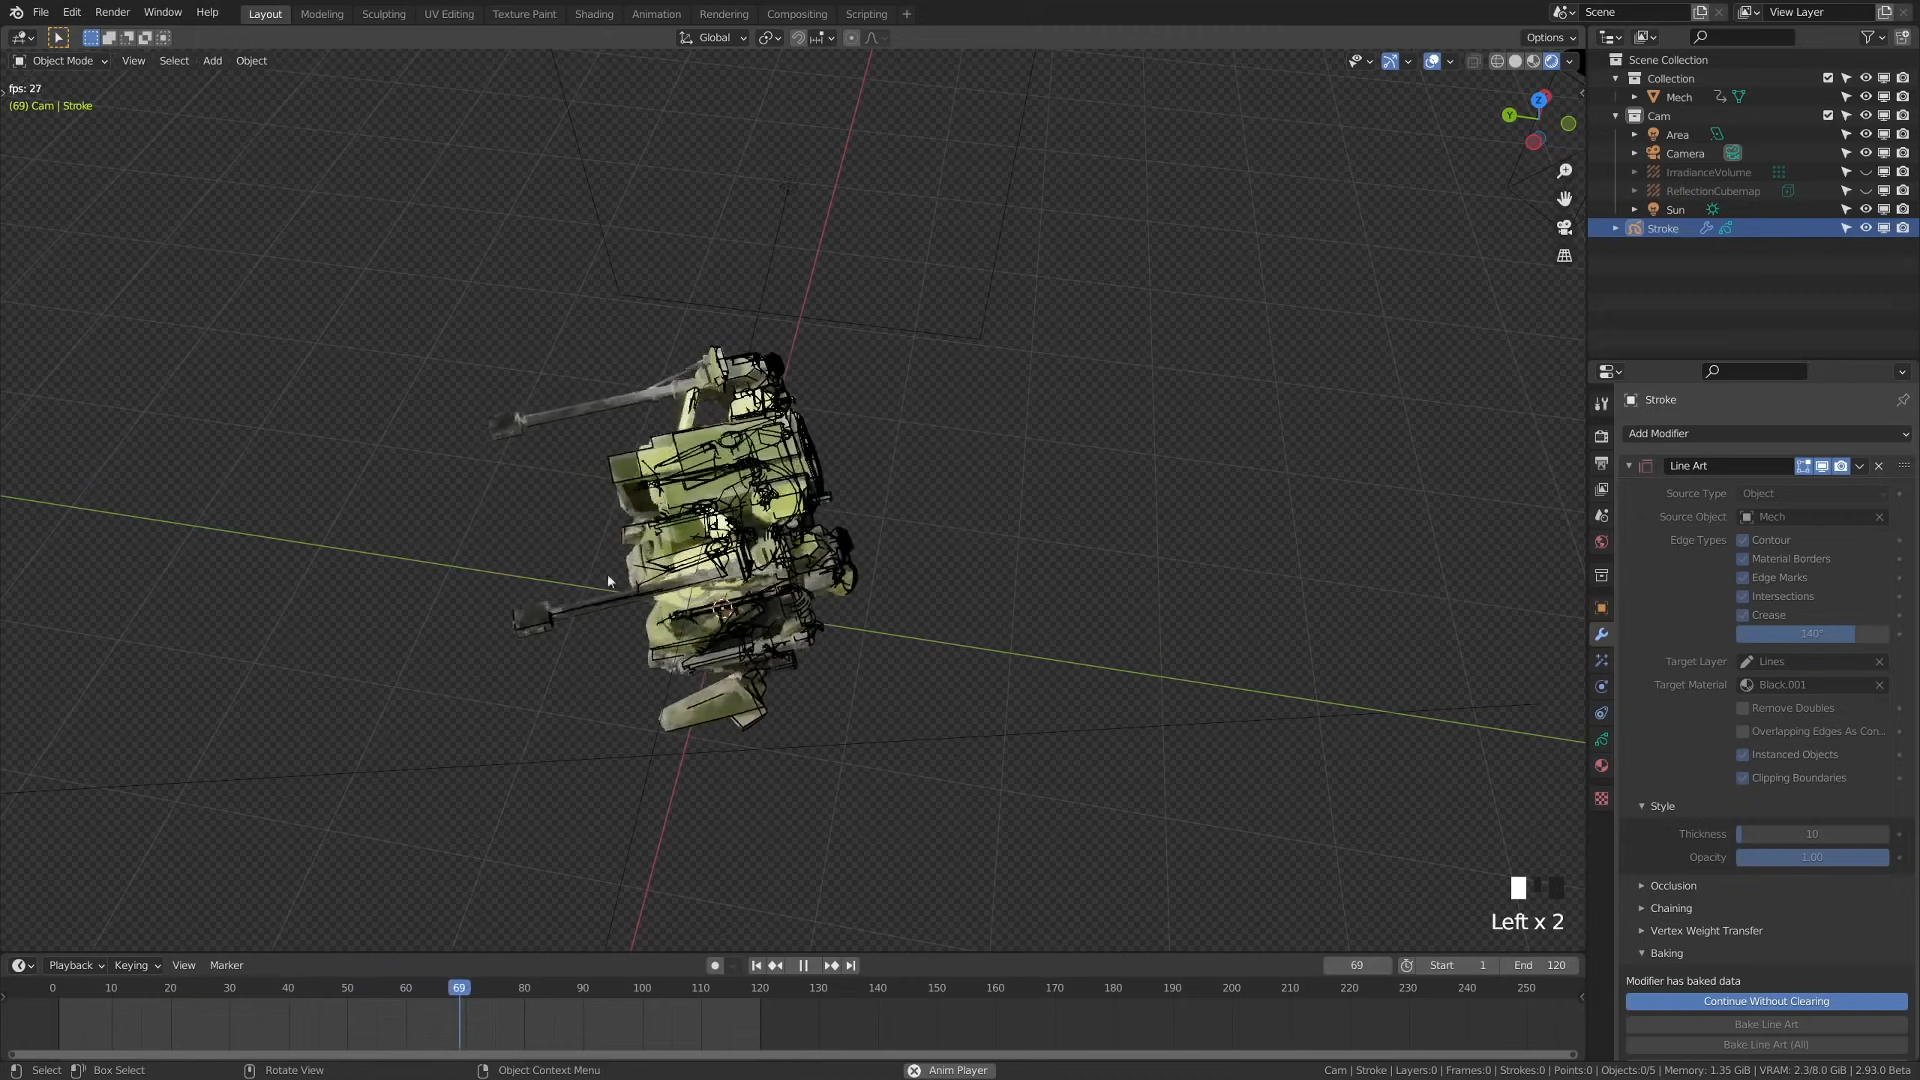 File Edit Render Window Help Layout Modeling Sculpting UV Editing Texture Paint Shading Animation Rendering Compositing Scripting + Scene View Layer
Global Options
Object Mode View Select Add Object
fps: 27
(69) Cam | Stroke
Z
Y
Left x 2
Scene Collection
Collection
Mech
Cam
Area
Camera
IrradianceVolume
ReflectionCubemap
Sun
Stroke
Stroke
Add Modifier
Line Art
Source Type Object
Source Object Mech
Edge Types Contour
Material Borders
Edge Marks
Intersections
Crease
140°
Target Layer Lines
Target Material Black.001
Remove Doubles
Overlapping Edges As Con...
Instanced Objects
Clipping Boundaries
Style
Thickness 10
Opacity 1.00
Occlusion
Chaining
Vertex Weight Transfer
Baking
Modifier has baked data
Continue Without Clearing
Bake Line Art
Bake Line Art (All)
Playback Keying View Marker 69 Start 1 End 120
0 10 20 30 40 50 60 69 80 90 100 110 120 130 140 150 160 170 180 190 200 210 220 230 240 250
Select Box Select Rotate View Object Context Menu Anim Player Cam | Stroke | Layers:0 | Frames:0 | Strokes:0 | Points:0 | Objects:0/5 | Memory: 1.35 GiB | VRAM: 2.3/8.0 GiB | 2.93.0 Beta